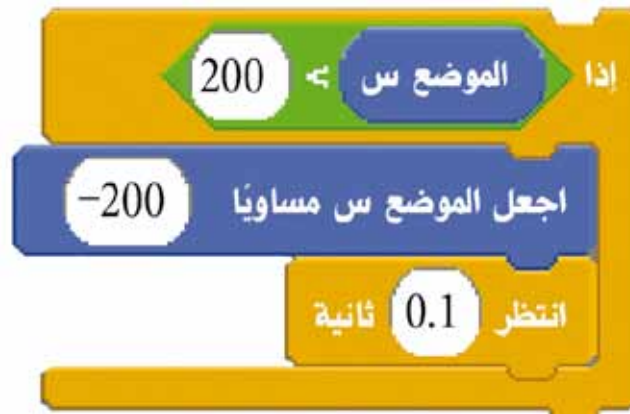 إذا الموضع س > 200
اجعل الموضع س مساويًا -200
انتظر 0.1 ثانية